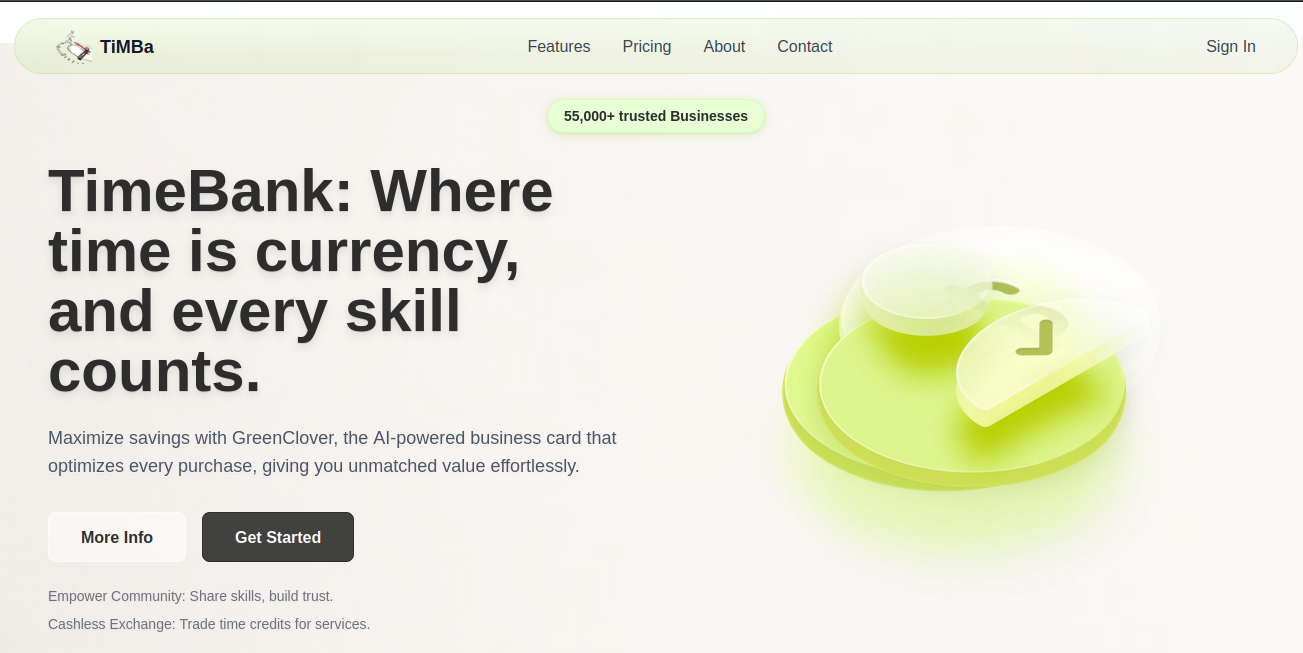 TiMBa
Features Pricing About Contact
Sign In
55,000+ trusted Businesses
TimeBank: Where
time is currency,
and every skill
counts.
Maximize savings with GreenClover, the AI-powered business card that
optimizes every purchase, giving you unmatched value effortlessly.
More Info
Get Started
Empower Community: Share skills, build trust.
Cashless Exchange: Trade time credits for services.